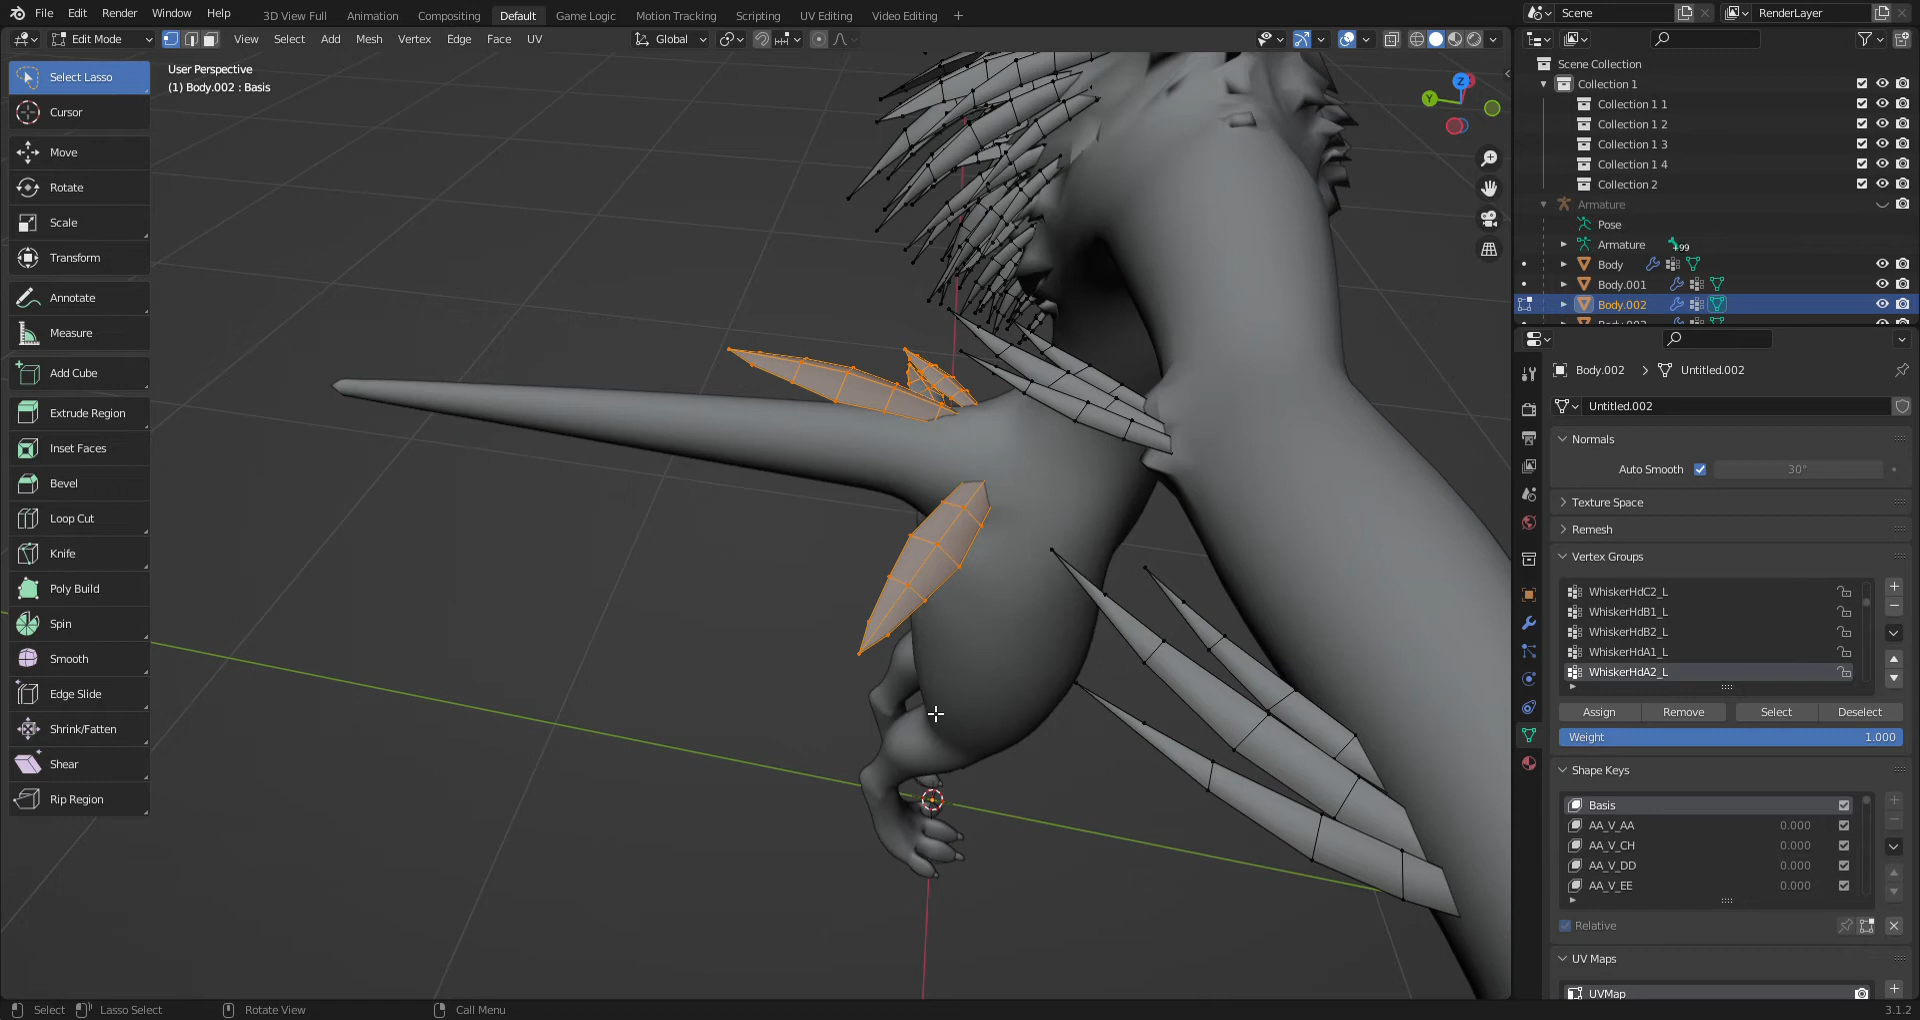 File Edit Render Window Help
3D View Full Animation Compositing Default Game Logic Motion Tracking Scripting UV Editing Video Editing +
Scene
RenderLayer
Edit Mode
View Select Add Mesh Vertex Edge Face UV
Global
Select Lasso
Cursor
Move
Rotate
Scale
Transform
Annotate
Measure
Add Cube
Extrude Region
Inset Faces
Bevel
Loop Cut
Knife
Poly Build
Spin
Smooth
Edge Slide
Shrink/Fatten
Shear
Rip Region
User Perspective
(1) Body.002 : Basis
Z
Y
Scene Collection
Collection 1
Collection 1 1
Collection 1 2
Collection 1 3
Collection 1 4
Collection 2
Armature
Pose
Armature 99
Body
Body.001
Body.002
Body.002 > Untitled.002
Untitled.002
Normals
Auto Smooth 30°
Texture Space
Remesh
Vertex Groups
WhiskerHdC2_L
WhiskerHdB1_L
WhiskerHdB2_L
WhiskerHdA1_L
WhiskerHdA2_L
Assign Remove Select Deselect
Weight 1.000
Shape Keys
Basis
AA_V_AA 0.000
AA_V_CH 0.000
AA_V_DD 0.000
AA_V_EE 0.000
Relative
UV Maps
UVMap
Select Lasso Select Rotate View Call Menu 3.1.2